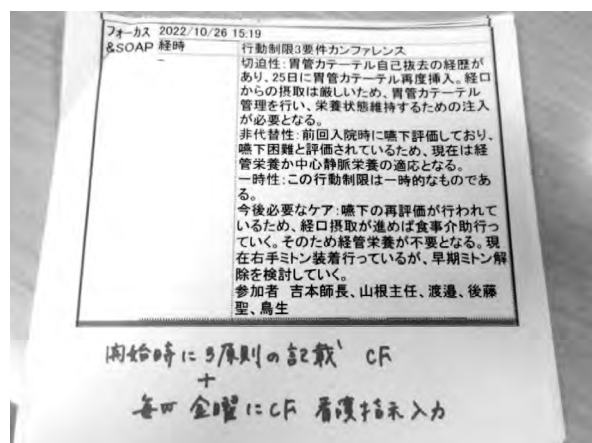 フォーカス 2022/10/26 15:19
&SOAP 経時 行動制限3要件カンファレンス
切迫性:胃管カテーテル自己抜去の経歴が
あり、25日に胃管カテーテル再度挿入。経口
からの摂取は厳しいため、胃管カテーテル
管理を行い、栄養状態維持するための注入
が必要となる。
非代替性:前回入院時に嚥下評価しており、
嚥下困難と評価されているため、現在は経
管栄養か中心静脈栄養の適応となる。
一時性:この行動制限は一時的なものであ
る。
今後必要なケア:嚥下の再評価が行われて
いるため、経口摂取が進めば食事介助行っ
ていく。そのため経管栄養が不要となる。現
在右手ミトン装着行っているが、早期ミトン解
除を検討していく。
参加者 吉本師長、山根主任、渡邉、後藤
聖、鳥生
開始時に3原則の記載 CF
+
毎回 金曜にCF 看護指示入力